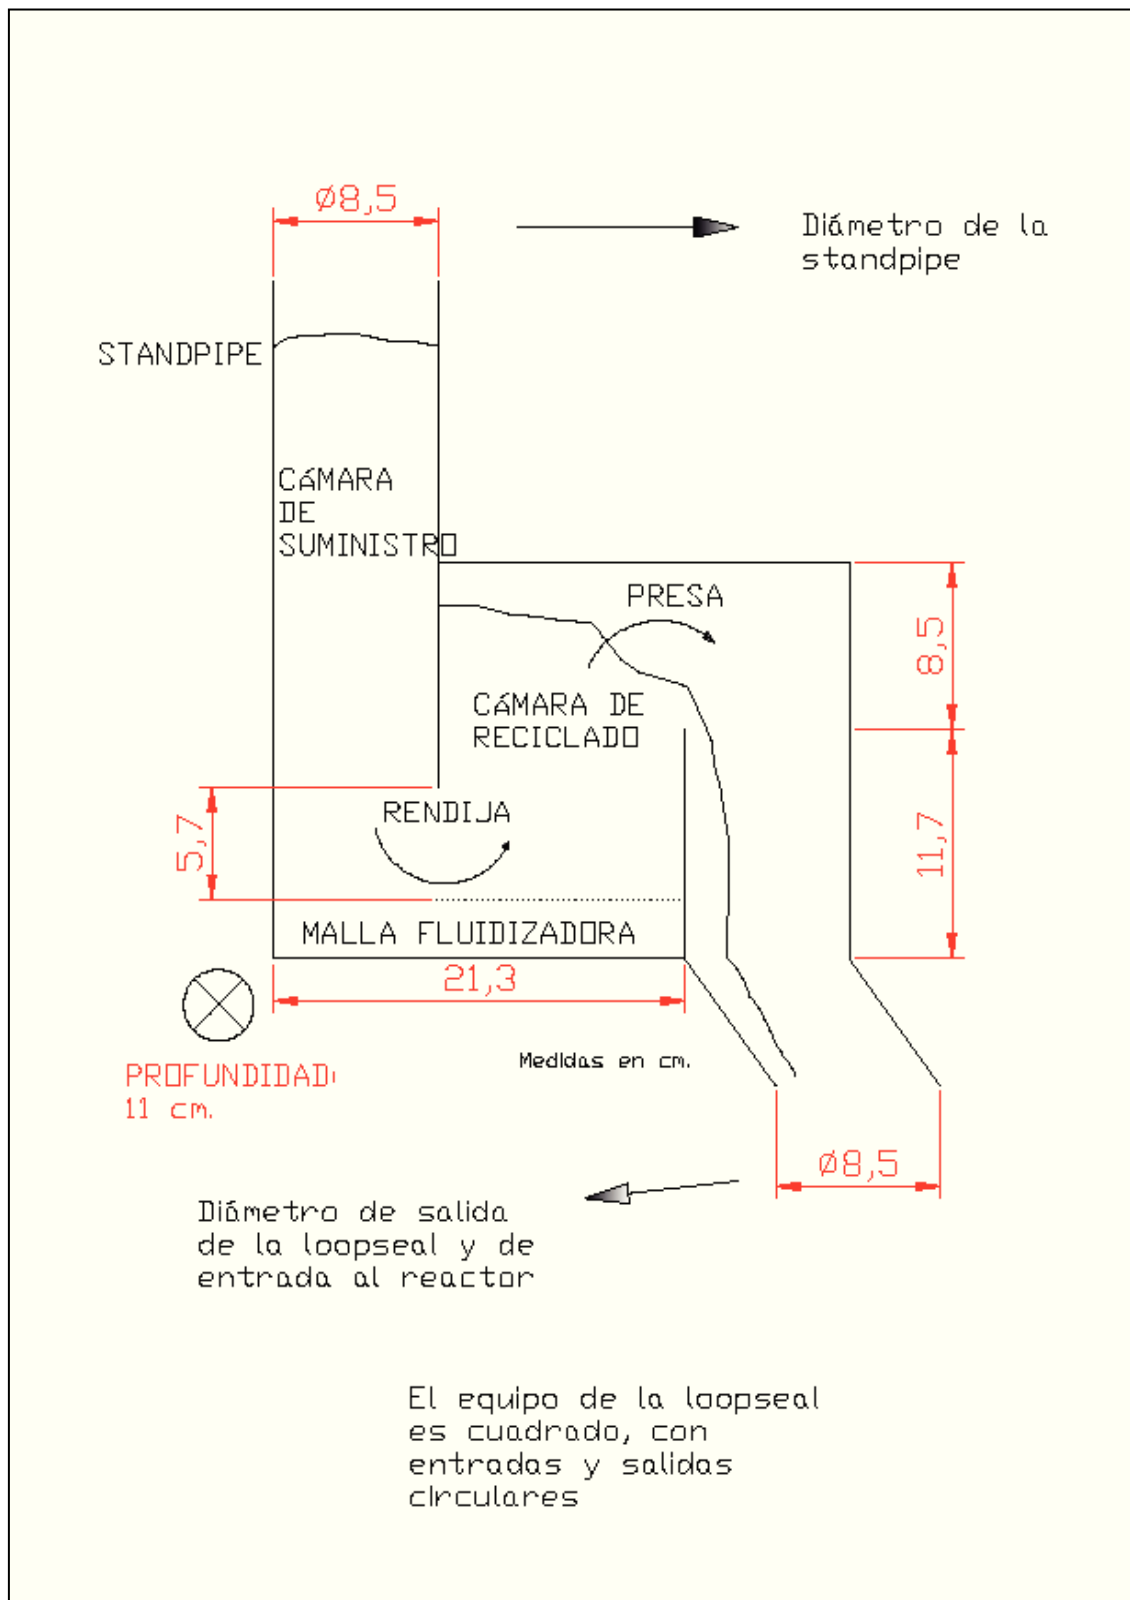 Ø8,5
Diámetro de la
standpipe
STANDPIPE
CáMARA
DE
SUMINISTRO
PRESA
8,5
CáMARA DE
RECICLADO
RENDIJA
5,7
11,7
MALLA FLUIDIZADORA
21,3
Medidas en cm.
PROFUNDIDAD:
11 cm.
Ø8,5
Diámetro de salida
de la loopseal y de
entrada al reactor
El equipo de la loopseal
es cuadrado, con
entradas y salidas
circulares